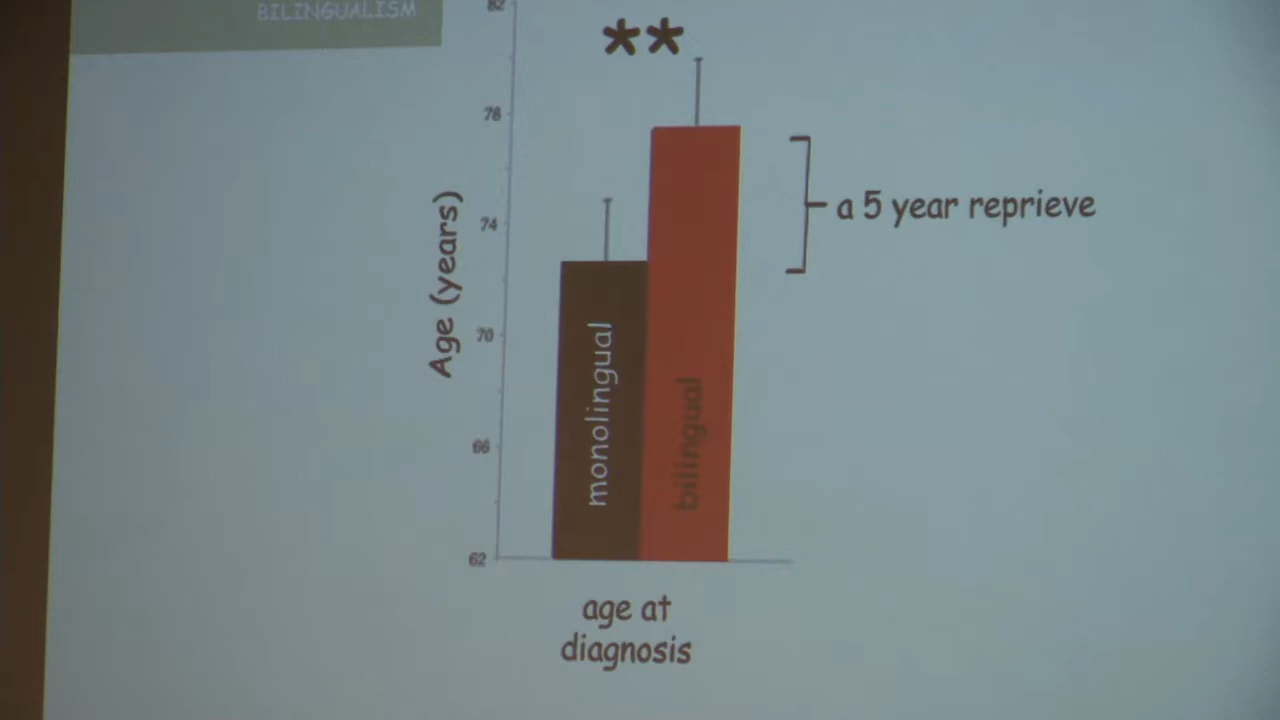 BILINGUALISM
82
**
78
a 5 year reprieve
74
Age (years)
70
monolingual
bilingual
66
62
age at
diagnosis